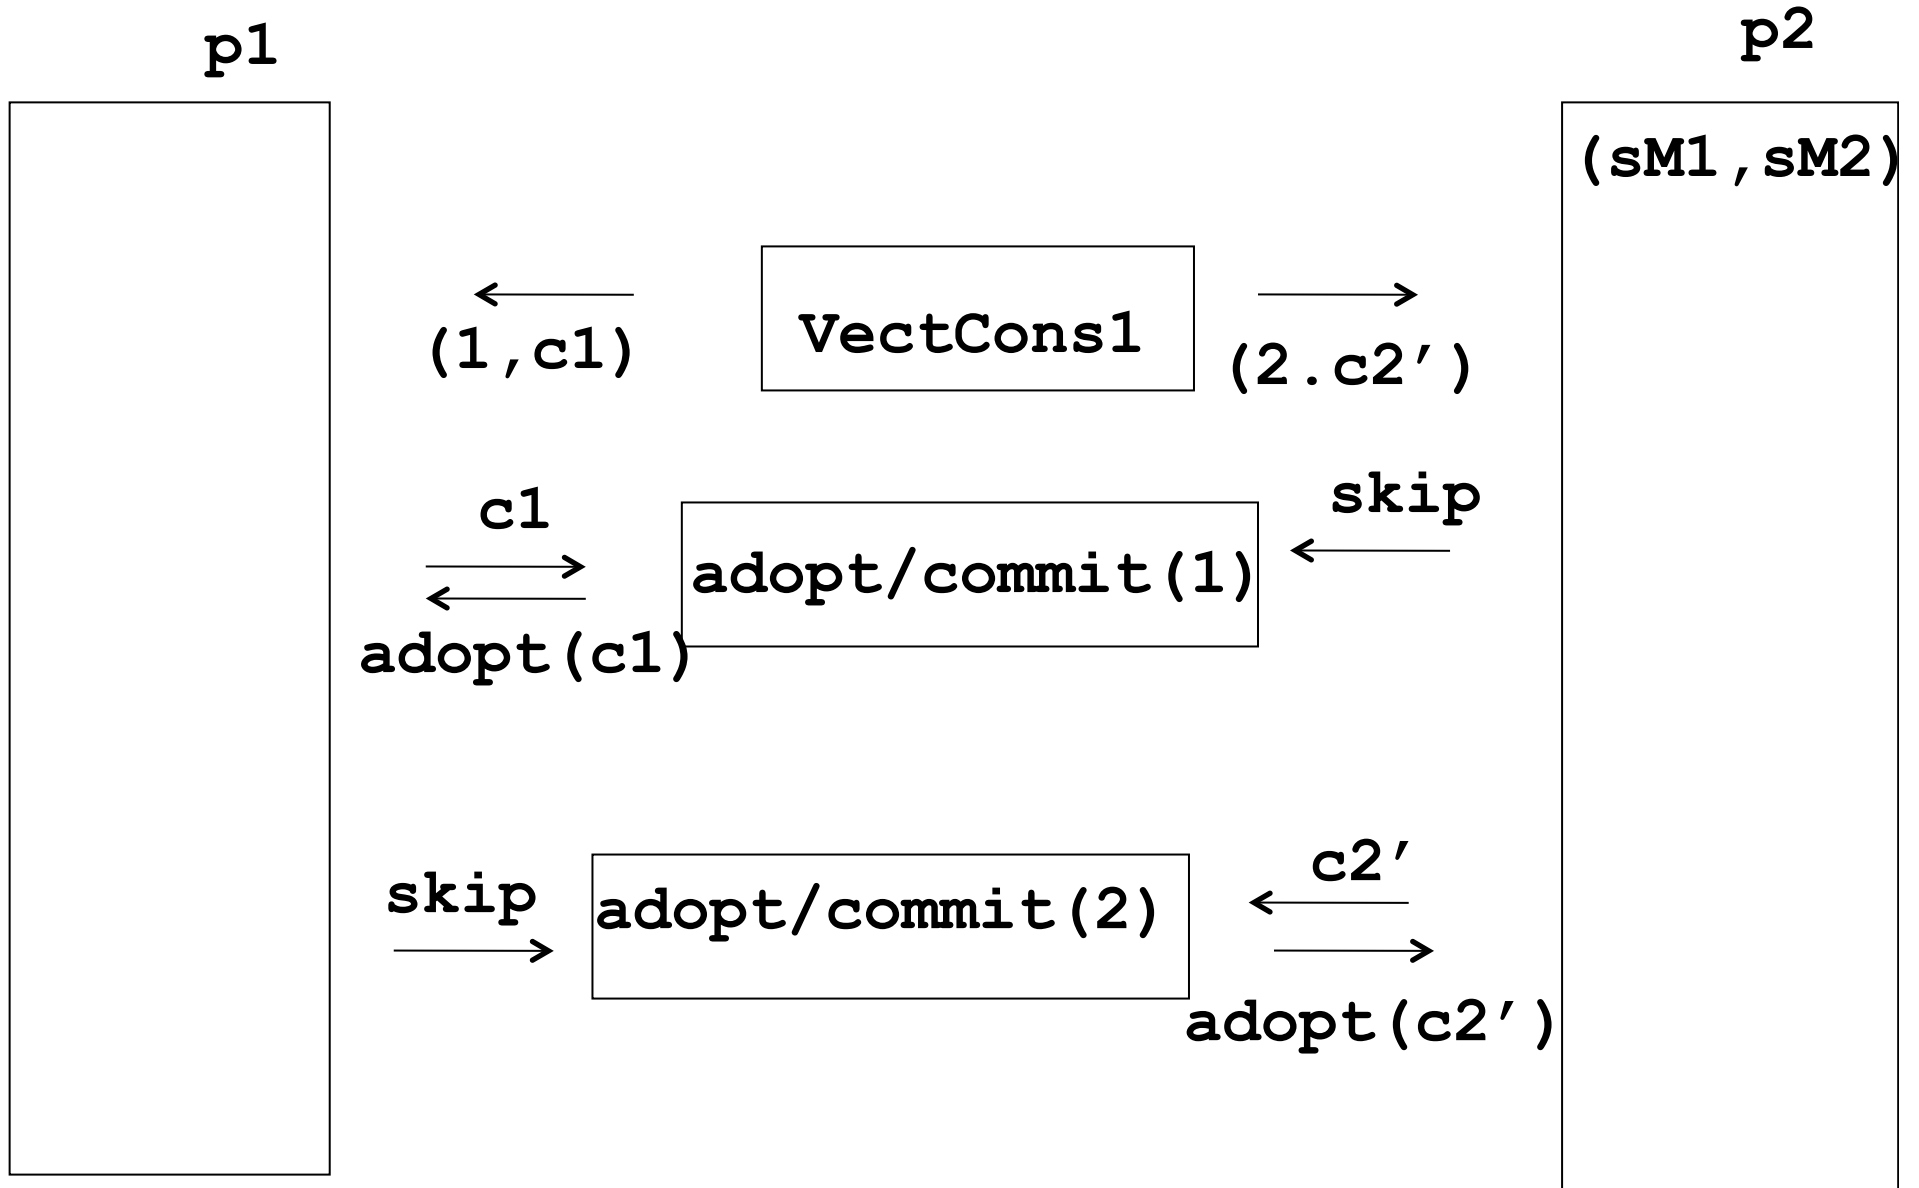 p1
p2
(sM1,sM2)
VectCons1
(1,c1)
(2.c2’)
skip
c1
adopt/commit(1)
adopt(c1)
c2’
skip
adopt/commit(2)
adopt(c2’)